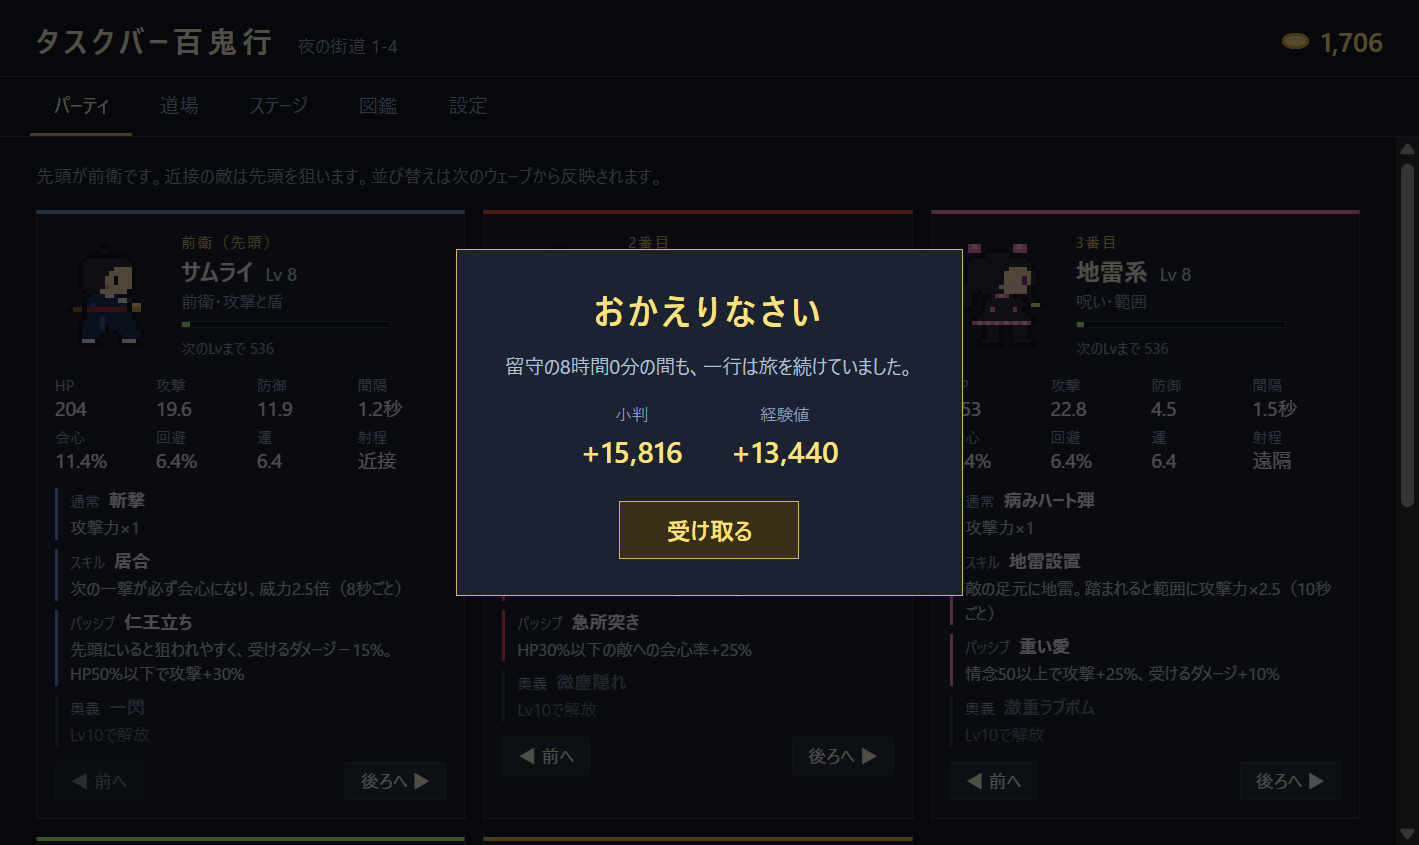 タスクバー百鬼行 夜の街道 1-4 1,706
パーティ 道場 ステージ 図鑑 設定
先頭が前衛です。近接の敵は先頭を狙います。並び替えは次のウェーブから反映されます。
前衛（先頭）
サムライ Lv 8
前衛・攻撃と盾
次のLvまで 536
HP 攻撃 防御 間隔
204 19.6 11.9 1.2秒
会心 回避 運 射程
11.4% 6.4% 6.4 近接
通常 斬撃
攻撃力×1
スキル 居合
次の一撃が必ず会心になり、威力2.5倍（8秒ごと）
パッシブ 仁王立ち
先頭にいると狙われやすく、受けるダメージ－15%。
HP50%以下で攻撃+30%
奥義 一閃
Lv10で解放
◀ 前へ 後ろへ ▶
2番目
おかえりなさい
留守の8時間0分の間も、一行は旅を続けていました。
小判 経験値
+15,816 +13,440
受け取る
パッシブ 急所突き
HP30%以下の敵への会心率+25%
奥義 微塵隠れ
Lv10で解放
◀ 前へ 後ろへ ▶
3番目
地雷系 Lv 8
呪い・範囲
次のLvまで 536
P 攻撃 防御 間隔
53 22.8 4.5 1.5秒
心 回避 運 射程
4% 6.4% 6.4 遠隔
通常 病みハート弾
攻撃力×1
スキル 地雷設置
敵の足元に地雷。踏まれると範囲に攻撃力×2.5（10秒
ごと）
パッシブ 重い愛
情念50以上で攻撃+25%、受けるダメージ+10%
奥義 激重ラブボム
Lv10で解放
◀ 前へ 後ろへ ▶